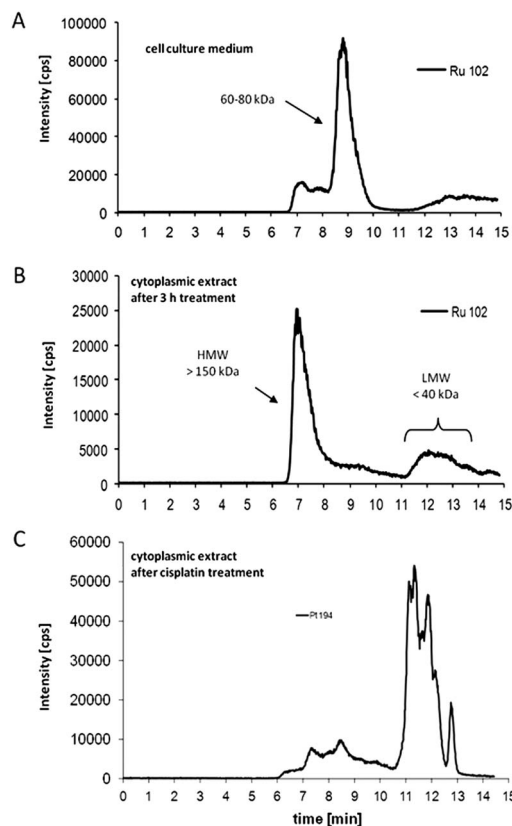 A
cell culture medium
Ru 102
60-80 kDa
Intensity [cps]
100000
80000
60000
40000
20000
0
0 1 2 3 4 5 6 7 8 9 10 11 12 13 14 15
B
cytoplasmic extract
after 3 h treatment
Ru 102
HMW
> 150 kDa
LMW
< 40 kDa
Intensity [cps]
30000
25000
20000
15000
10000
5000
0
0 1 2 3 4 5 6 7 8 9 10 11 12 13 14 15
C
cytoplasmic extract
after cisplatin treatment
Pt194
Intensity [cps]
60000
50000
40000
30000
20000
10000
0
0 1 2 3 4 5 6 7 8 9 10 11 12 13 14 15
time [min]